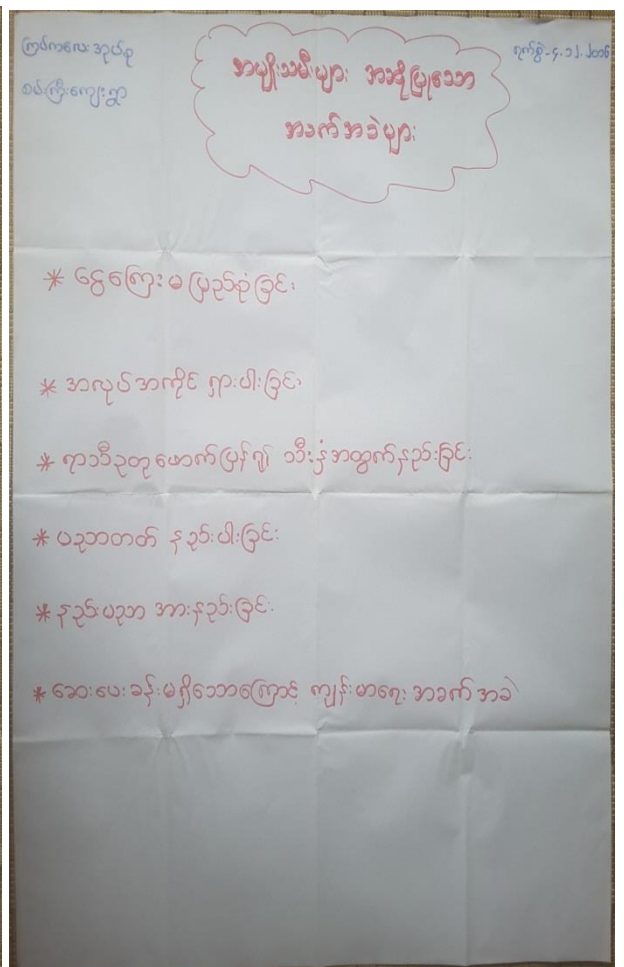 ကြပ်ကလေးအုပ်စု
စမ်းကြီးကျေးရွာ
ရက်စွဲ-၄.၁၂.၂၀၁၆
အမျိုးသမီးများ အဆိုပြုသော
အခက်အခဲများ
* ငွေကြေးမပြည်စုံခြင်း
* အလုပ်အကိုင် ရှားပါးခြင်း
* ရာသီဥတုဖောက်ပြန်၍ သီးနှံအထွက်နည်းခြင်း
* ပညာတတ် နည်းပါးခြင်း
* နည်းပညာ အားနည်းခြင်း
* ဆေးပေးခန်းမရှိသောကြောင့် ကျန်းမာရေး အခက်အခဲ